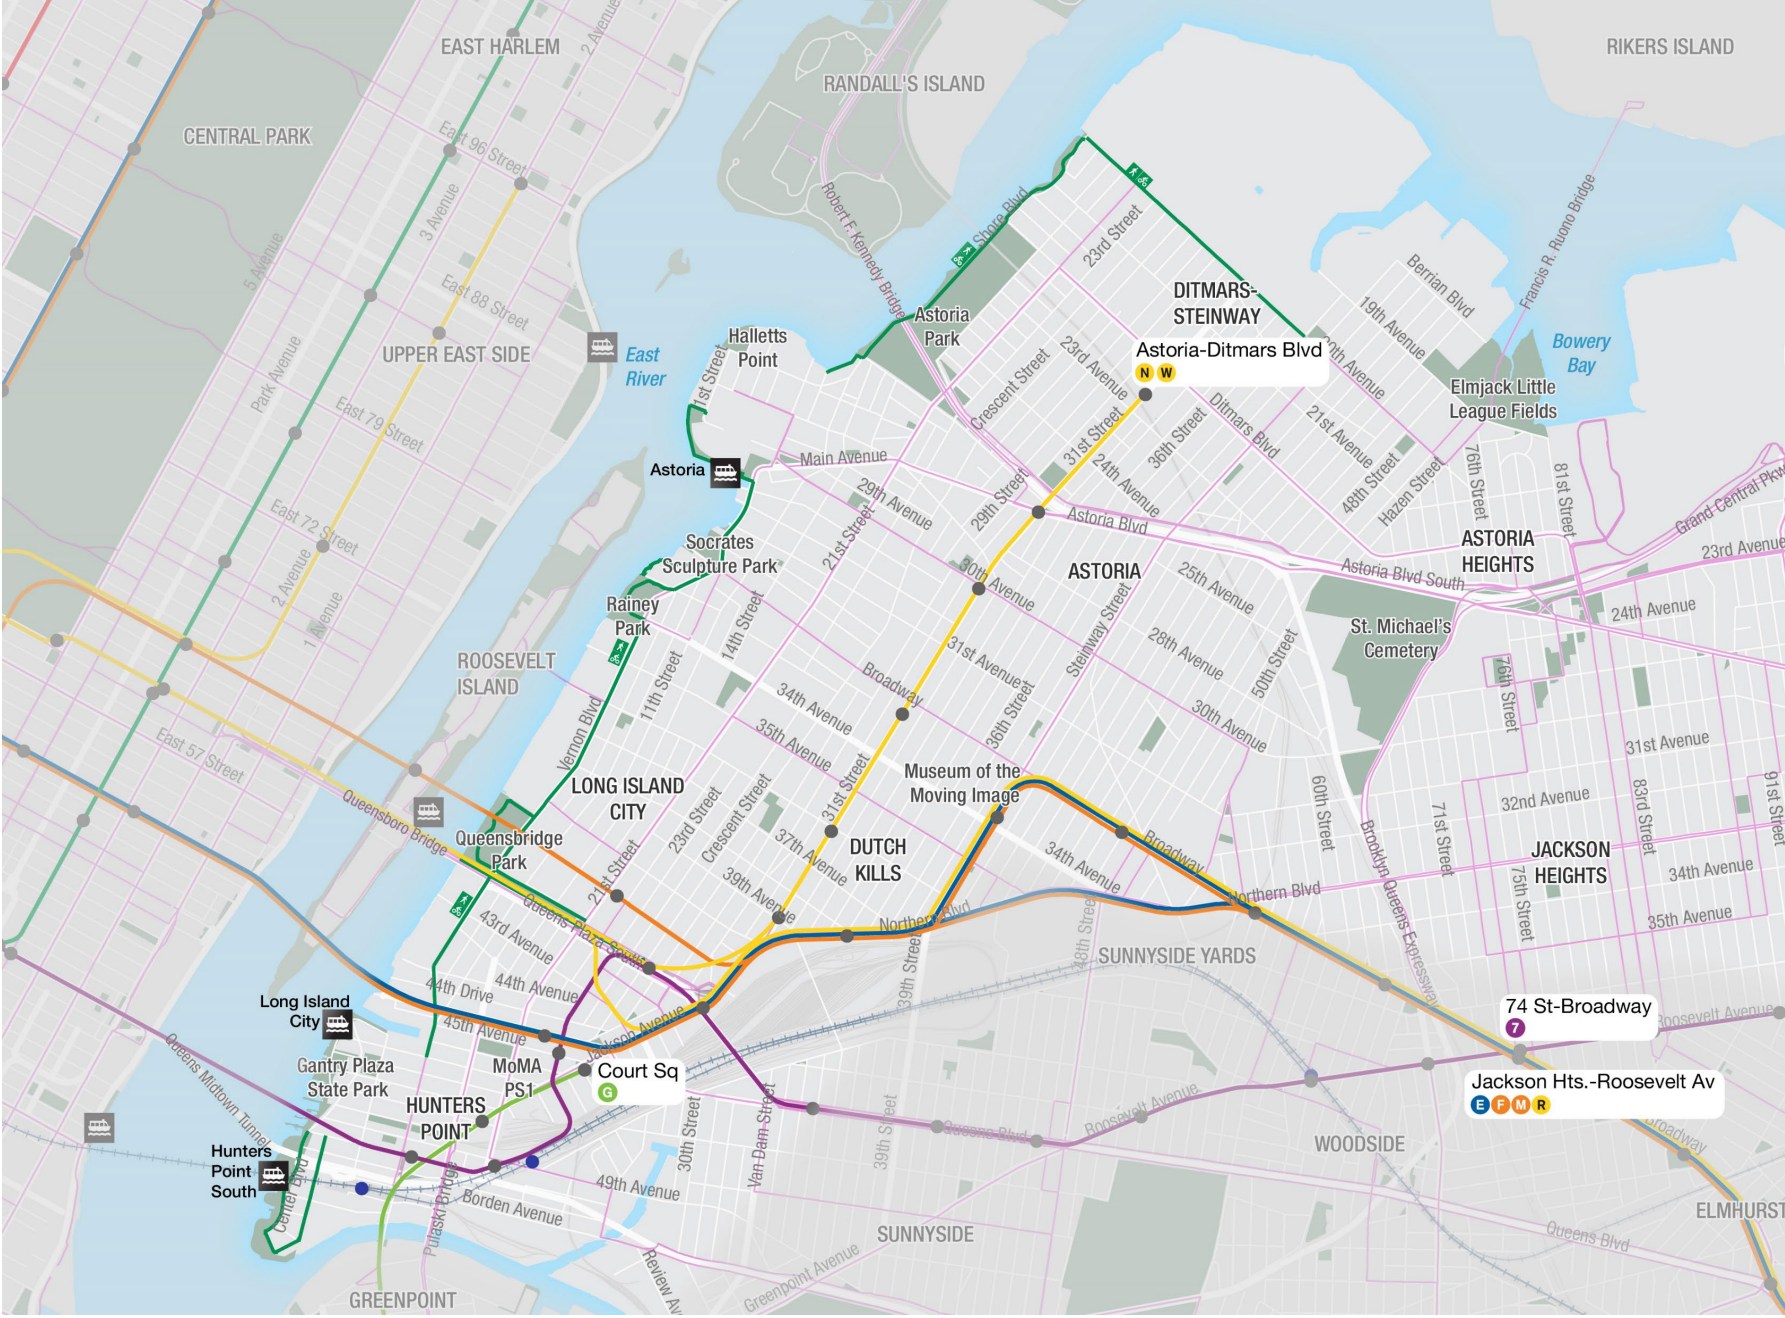 EAST HARLEM
2 Avenue
RIKERS ISLAND
RANDALL'S ISLAND
CENTRAL PARK
East 96 Street
3 Avenue
Robert F. Kennedy Bridge
Shore Blvd
23rd Street
Francis R. Ruono Bridge
5 Avenue
East 88 Street
Berrian Blvd
DITMARS-
STEINWAY
19th Avenue
Astoria
Park
Halletts
Point
UPPER EAST SIDE
East
River
Bowery
Bay
1st Street
Crescent Street
23rd Avenue
Astoria-Ditmars Blvd
N W
20th Avenue
Park Avenue
Elmjack Little
League Fields
East 79 Street
31st Street
36th Street
Ditmars Blvd
21st Avenue
Main Avenue
Astoria
24th Avenue
48th Street
Hazen Street
76th Street
81st Street
Grand Central Pkwy
29th Avenue
29th Street
East 72 Street
Astoria Blvd
21st Street
Socrates
Sculpture Park
ASTORIA
HEIGHTS
23rd Avenue
2 Avenue
1 Avenue
30th Avenue
ASTORIA
25th Avenue
Astoria Blvd South
Rainey
Park
14th Street
Steinway Street
24th Avenue
St. Michael's
Cemetery
28th Avenue
31st Avenue
50th Street
ROOSEVELT
ISLAND
11th Street
Broadway
76th Street
34th Avenue
36th Street
30th Avenue
East 57 Street
Vernon Blvd
35th Avenue
31st Avenue
Museum of the
Moving Image
LONG ISLAND
CITY
31st Street
Queensboro Bridge
23rd Street
Crescent Street
60th Street
71st Street
32nd Avenue
83rd Street
91st Street
Queensbridge
Park
37th Avenue
DUTCH
KILLS
34th Avenue
Broadway
Brooklyn Queens Expressway
JACKSON
HEIGHTS
34th Avenue
21st Street
39th Avenue
Northern Blvd
Northern Blvd
75th Street
35th Avenue
43rd Avenue
Queens Plaza South
39th Street
48th Street
SUNNYSIDE YARDS
44th Drive
44th Avenue
Long Island
City
45th Avenue
Jackson Avenue
74 St-Broadway
7
Roosevelt Avenue
Queens Midtown Tunnel
Gantry Plaza
State Park
MoMA
PS1
Court Sq
G
Jackson Hts.-Roosevelt Av
E F M R
HUNTERS
POINT
30th Street
Van Dam Street
39th Street
Queens Blvd
Roosevelt Avenue
WOODSIDE
Broadway
Hunters
Point
South
Center Blvd
Pulaski Bridge
Borden Avenue
49th Avenue
SUNNYSIDE
Queens Blvd
ELMHURST
Review Av
Greenpoint Avenue
GREENPOINT